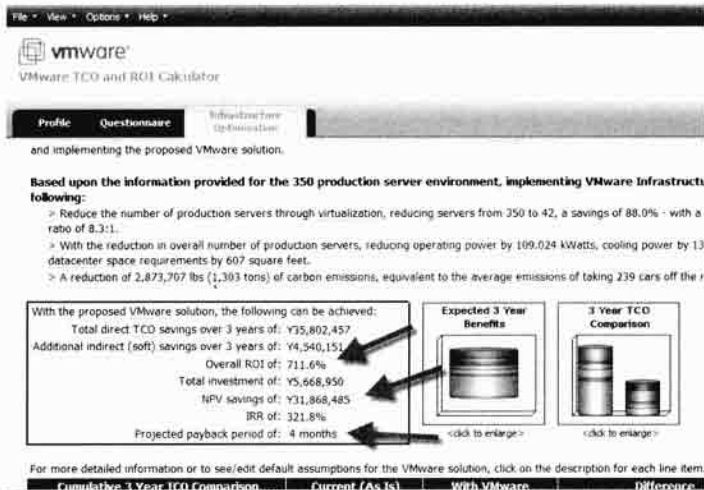 File View Options Help
vmware
VMware TCO and ROI Calculator
Profile Questionnaire Infrastructure Optimization
and implementing the proposed VMware solution.
Based upon the information provided for the 350 production server environment, implementing VMware Infrastructu
following:
> Reduce the number of production servers through virtualization, reducing servers from 350 to 42, a savings of 88.0% - with a
ratio of 8.3:1.
> With the reduction in overall number of production servers, reducing operating power by 109.024 kWatts, cooling power by 13
datacenter space requirements by 607 square feet.
> A reduction of 2,873,707 lbs (1,303 tons) of carbon emissions, equivalent to the average emissions of taking 239 cars off the r
With the proposed VMware solution, the following can be achieved:
Total direct TCO savings over 3 years of: ¥35,802,457
Additional indirect (soft) savings over 3 years of: ¥4,540,151
Overall ROI of: 711.6%
Total investment of: ¥5,668,950
NPV savings of: ¥31,868,485
IRR of: 321.8%
Projected payback period of: 4 months
Expected 3 Year
Benefits
<click to enlarge>
3 Year TCO
Comparison
<click to enlarge>
For more detailed information or to see/edit default assumptions for the VMware solution, click on the description for each line item.
Cumulative 3 Year TCO Comparison Current (As Is) With VMware Difference